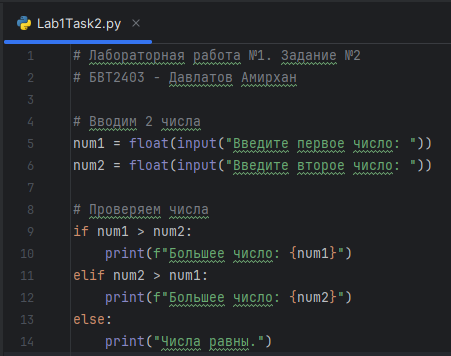 Lab1Task2.py
1 # Лабораторная работа №1. Задание №2
2 # БВТ2403 - Давлатов Амирхан
3
4 # Вводим 2 числа
5 num1 = float(input("Введите первое число: "))
6 num2 = float(input("Введите второе число: "))
7
8 # Проверяем числа
9 if num1 > num2:
10     print(f"Большее число: {num1}")
11 elif num2 > num1:
12     print(f"Большее число: {num2}")
13 else:
14     print("Числа равны.")